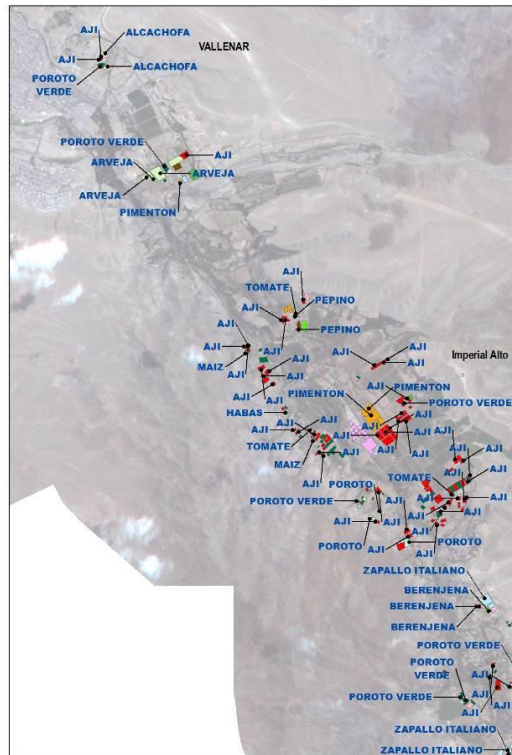 AJI
ALCACHOFA
VALLENAR
AJI
ALCACHOFA
POROTO
VERDE
POROTO VERDE
AJI
ARVEJA
ARVEJA
ARVEJA
PIMENTON
AJI
TOMATE
PEPINO
AJI
PEPINO
AJI
AJI
AJI
AJI
Imperial Alto
MAIZ
AJI
AJI
AJI
AJI
AJI
AJI
PIMENTON
PIMENTON
POROTO VERDE
HABAS
AJI
AJI
AJI
AJI
AJI
AJI
TOMATE
AJI
MAIZ
AJI
AJI
AJI
POROTO
TOMATE
AJI
AJI
POROTO VERDE
AJI
AJI
AJI
POROTO
AJI
AJI
POROTO
AJI
ZAPALLO ITALIANO
BERENJENA
BERENJENA
BERENJENA
POROTO VERDE
POROTO
VERDE
AJI
AJI
POROTO VERDE
AJI
AJI
AJI
ZAPALLO ITALIANO
ZAPALLO ITALIANO